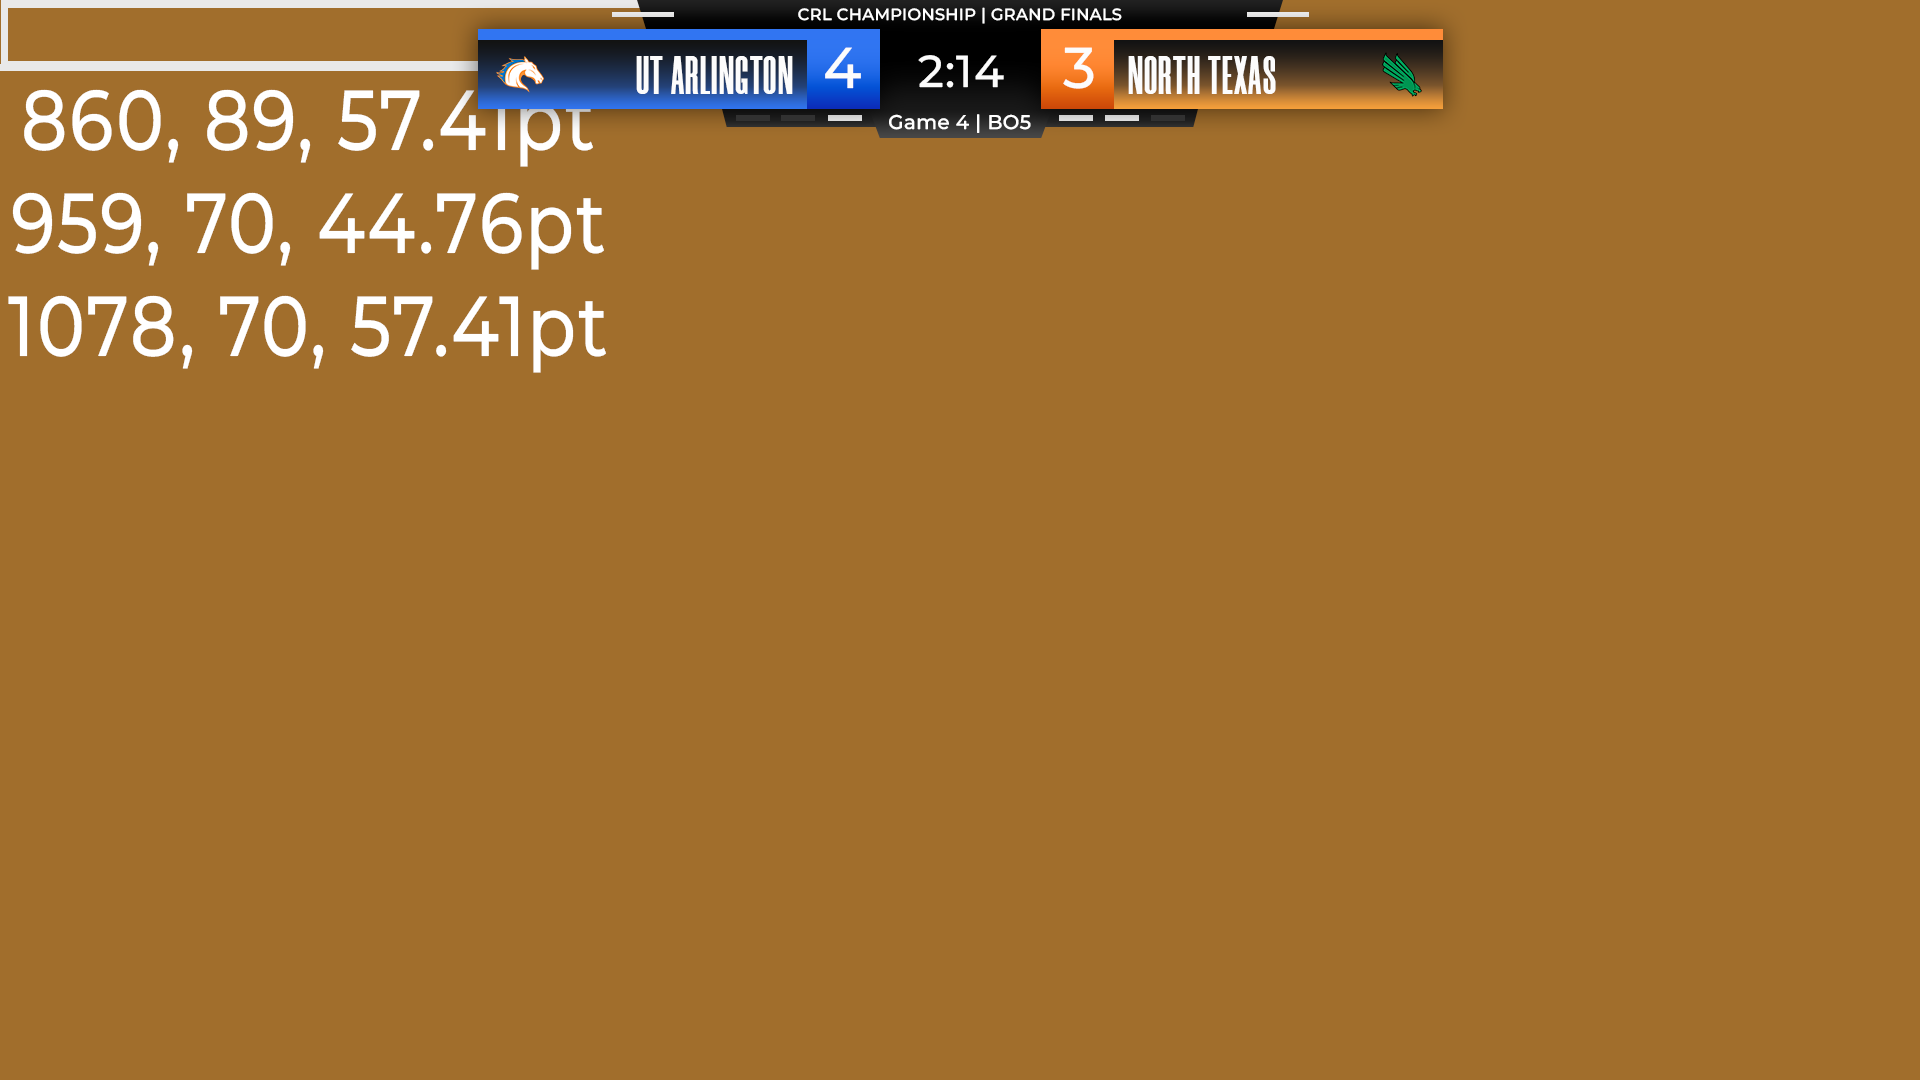 CRL CHAMPIONSHIP | GRAND FINALS
UT ARLINGTON 4 2:14 3 NORTH TEXAS
Game 4 | BO5
860, 89, 57.41pt
959, 70, 44.76pt
1078, 70, 57.41pt